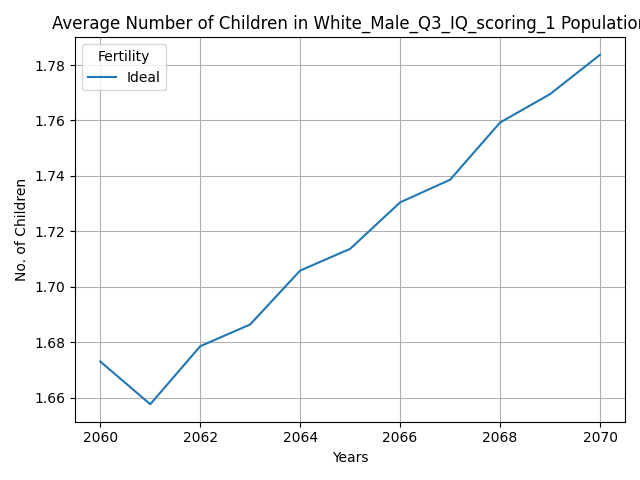 Average Number of Children in White_Male_Q3_IQ_scoring_1 Population
Fertility
Ideal
1.78
1.76
1.74
1.72
1.70
1.68
1.66
No. of Children
2060 2062 2064 2066 2068 2070
Years